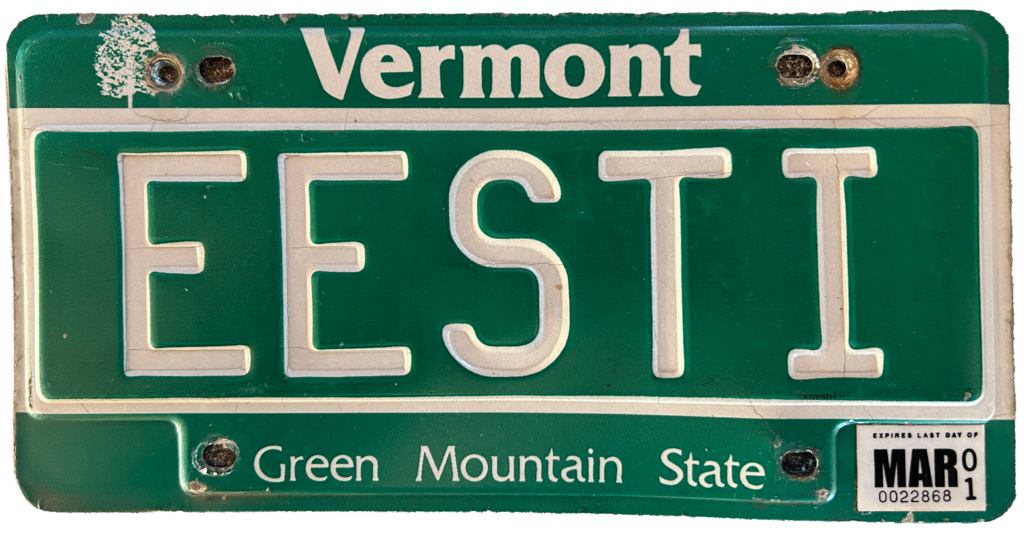 Vermont
EESTI
Green Mountain State
EXPIRES LAST DAY OF
MAR 01
0022868